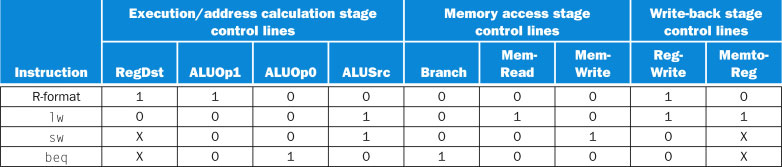 Execution/address calculation stage control lines Memory access stage control lines Write-back stage control lines
Instruction RegDst ALUOp1 ALUOp0 ALUSrc Branch Mem-Read Mem-Write Reg-Write Memto-Reg
R-format 1 1 0 0 0 0 0 1 0
lw 0 0 0 1 0 1 0 1 1
sw X 0 0 1 0 0 1 0 X
beq X 0 1 0 1 0 0 0 X